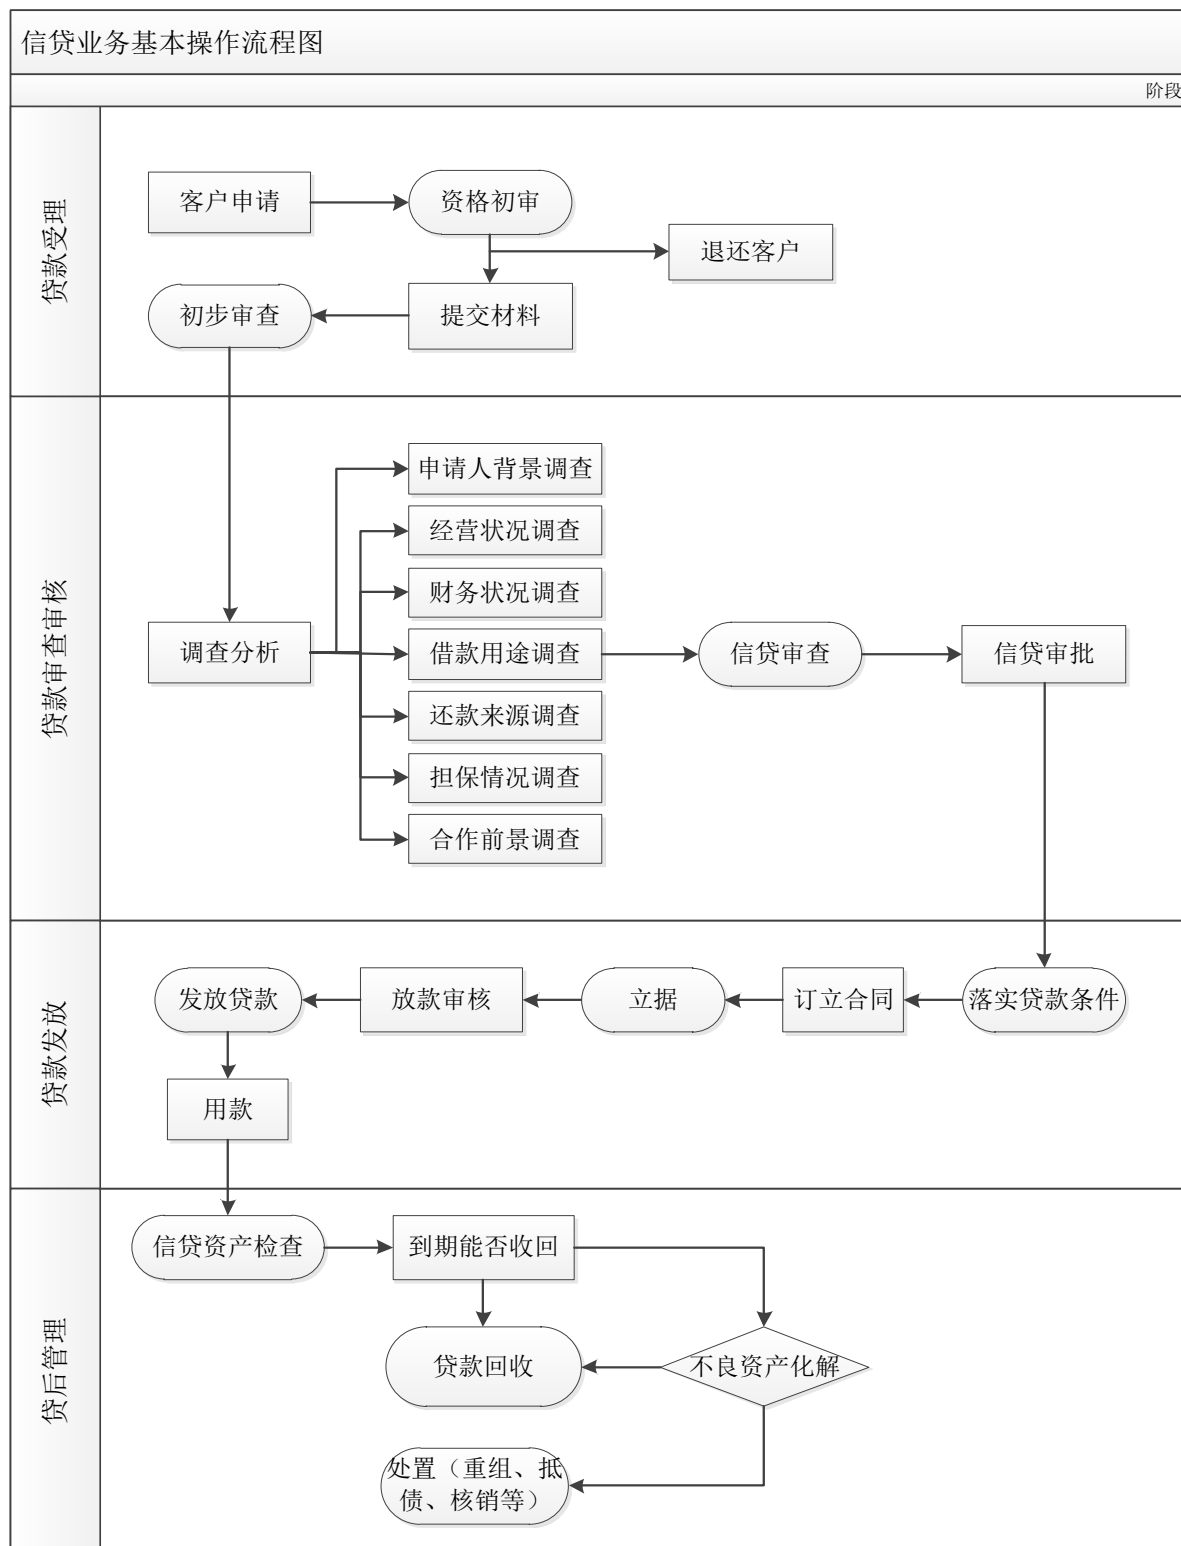 信贷业务基本操作流程图
阶段
贷款受理
客户申请
资格初审
退还客户
初步审查
提交材料
贷款审查审核
申请人背景调查
经营状况调查
财务状况调查
调查分析
借款用途调查
信贷审查
信贷审批
还款来源调查
担保情况调查
合作前景调查
贷款发放
发放贷款
放款审核
立据
订立合同
落实贷款条件
用款
贷后管理
信贷资产检查
到期能否收回
贷款回收
不良资产化解
处置（重组、抵
债、核销等）